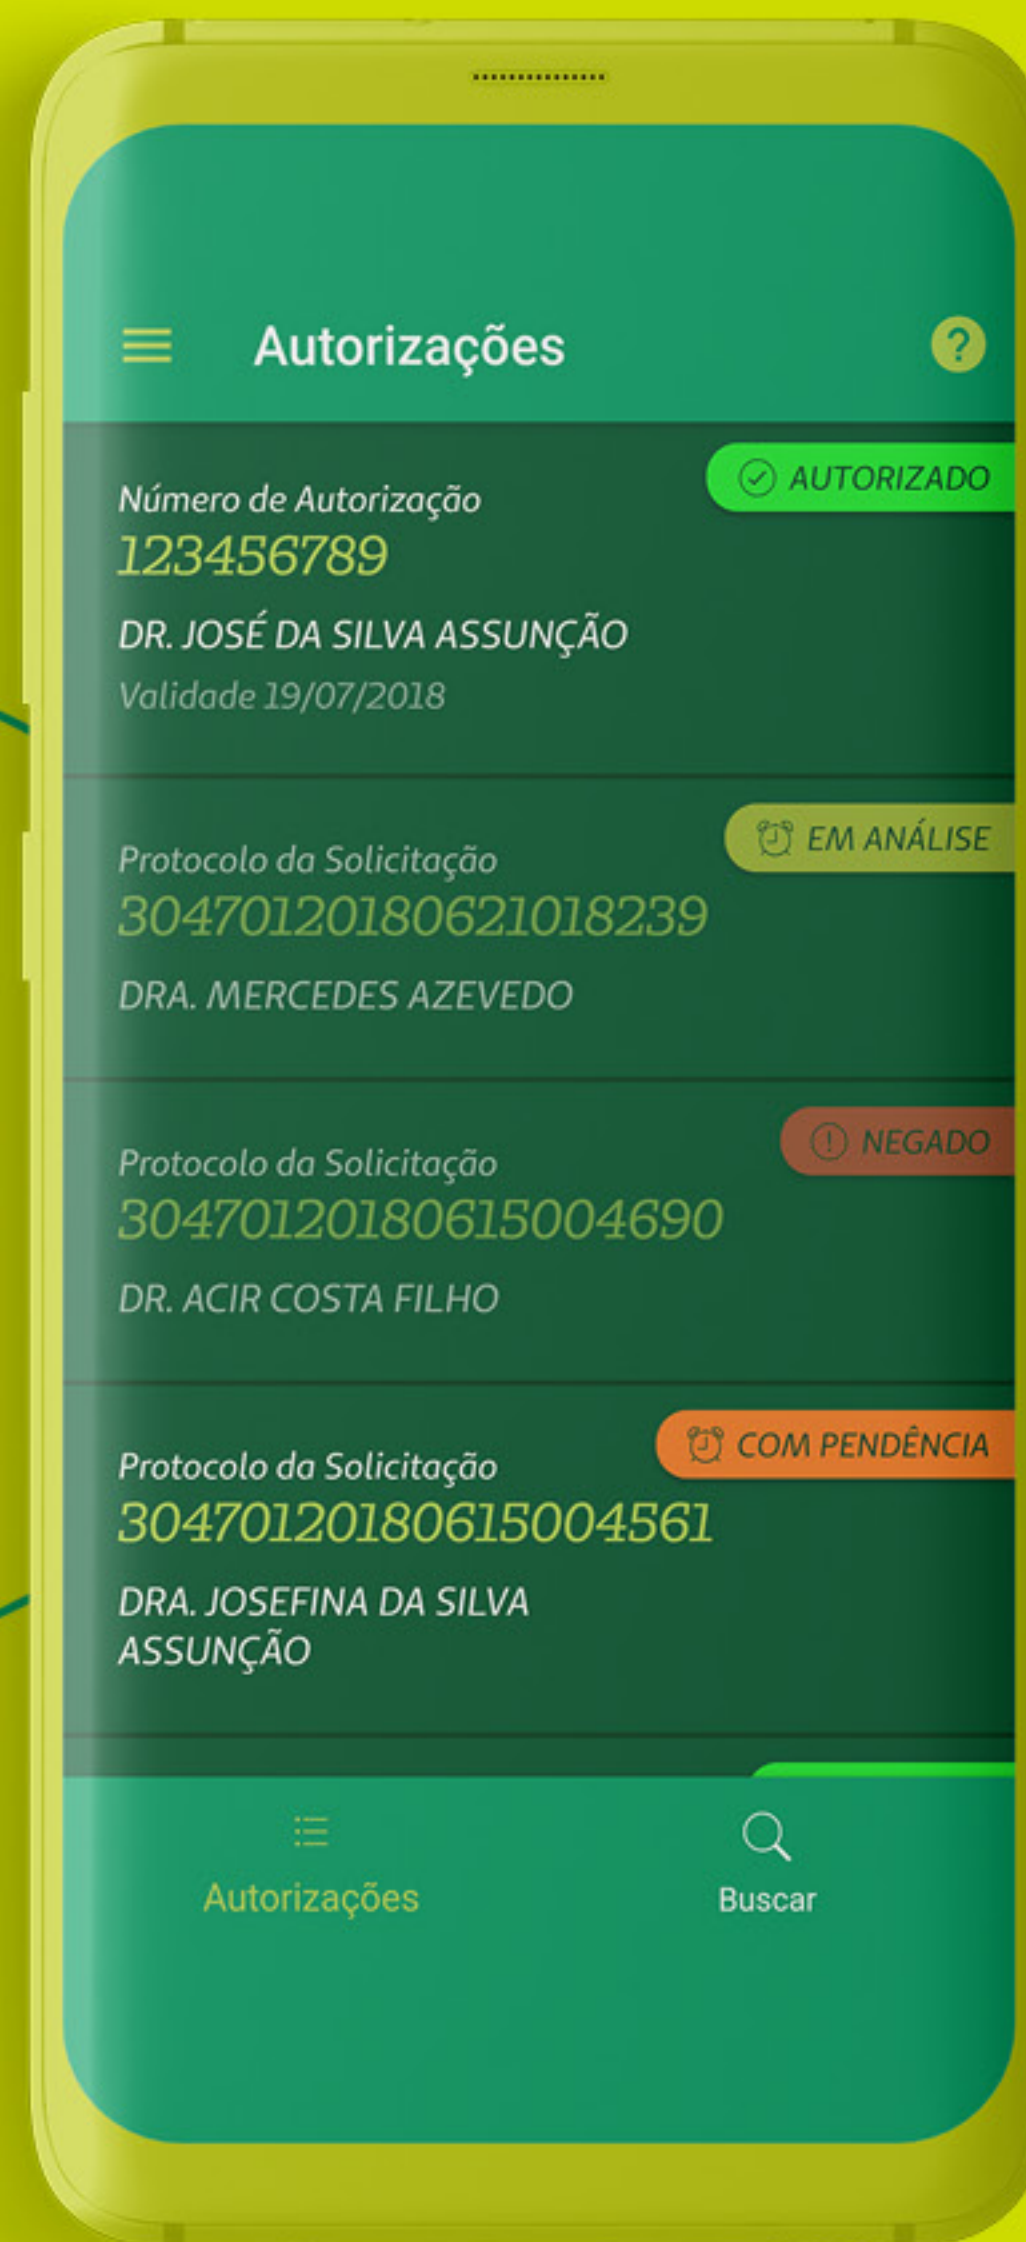 Autorizações
?
AUTORIZADO
Número de Autorização
123456789
DR. JOSÉ DA SILVA ASSUNÇÃO
Validade 19/07/2018
EM ANÁLISE
Protocolo da Solicitação
30470120180621018239
DRA. MERCEDES AZEVEDO
NEGADO
Protocolo da Solicitação
30470120180615004690
DR. ACIR COSTA FILHO
COM PENDÊNCIA
Protocolo da Solicitação
30470120180615004561
DRA. JOSEFINA DA SILVA
ASSUNÇÃO
Autorizações
Buscar